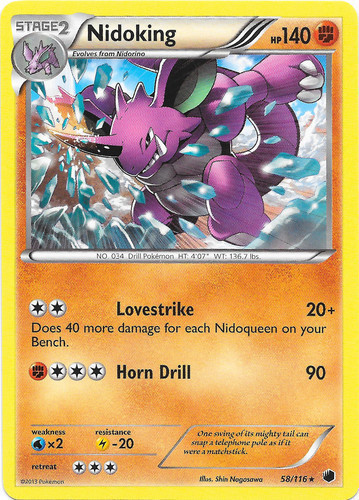 STAGE2 Nidoking HP140
Evolves from Nidorino
NO. 034 Drill Pokémon HT: 4'07" WT: 136.7 lbs.
Lovestrike 20+
Does 40 more damage for each Nidoqueen on your
Bench.
Horn Drill 90
weakness resistance
×2 -20
retreat
One swing of its mighty tail can
snap a telephone pole as if it
were a matchstick.
©2013 Pokémon Illus. Shin Nagasawa 58/116★